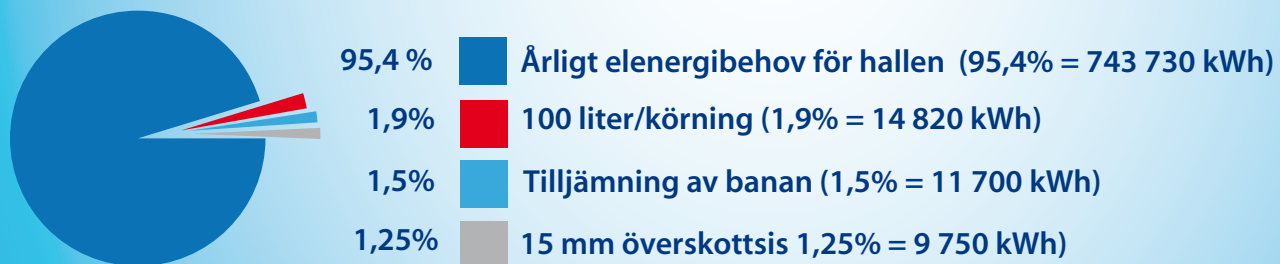 95,4 % Årligt elenergibehov för hallen (95,4% = 743 730 kWh)
1,9% 100 liter/körning (1,9% = 14 820 kWh)
1,5% Tilljämning av banan (1,5% = 11 700 kWh)
1,25% 15 mm överskottsis 1,25% = 9 750 kWh)